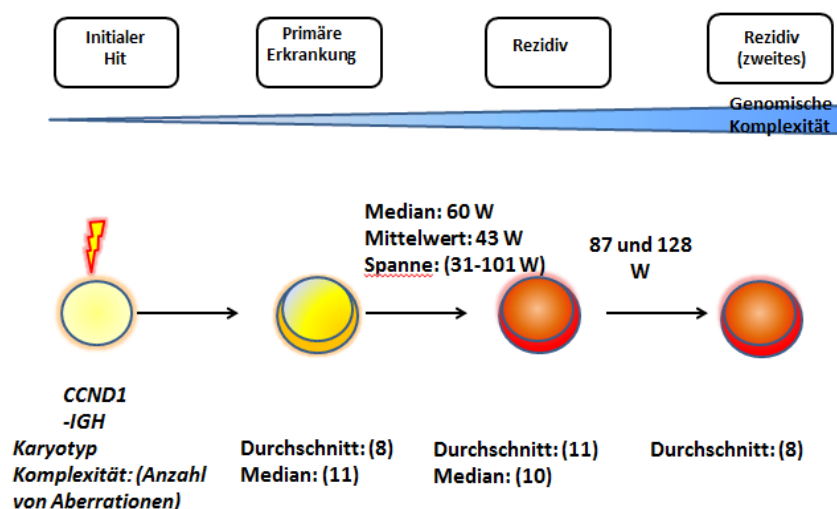 Initialer
Hit
Primäre
Erkrankung
Rezidiv
Rezidiv
(zweites)
Genomische
Komplexität
Median: 60 W
Mittelwert: 43 W
Spanne: (31-101 W)
87 und 128
W
CCND1
-IGH
Karyotyp
Komplexität: (Anzahl
von Aberrationen)
Durchschnitt: (8)
Median: (11)
Durchschnitt: (11)
Median: (10)
Durchschnitt: (8)